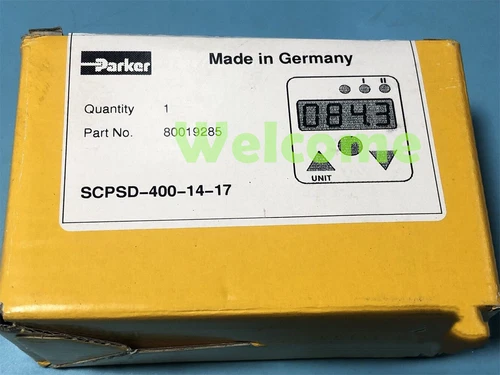 Parker
Made in Germany
Quantity 1
Part No. 80019285
I II
0843
UNIT
SCPSD-400-14-17
Welcome